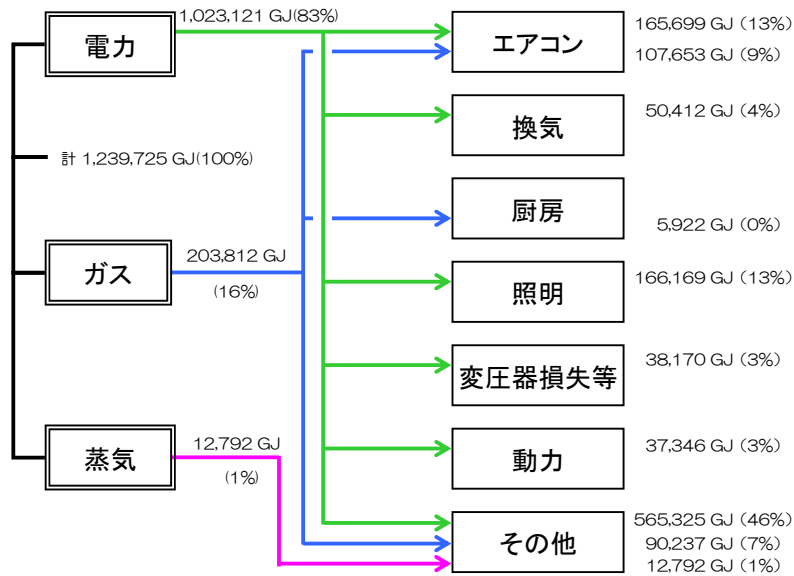 電力
1,023,121 GJ(83%)
エアコン
165,699 GJ (13%)
107,653 GJ (9%)
換気
50,412 GJ (4%)
計 1,239,725 GJ(100%)
厨房
5,922 GJ (0%)
ガス
203,812 GJ
(16%)
照明
166,169 GJ (13%)
変圧器損失等
38,170 GJ (3%)
蒸気
12,792 GJ
(1%)
動力
37,346 GJ (3%)
その他
565,325 GJ (46%)
90,237 GJ (7%)
12,792 GJ (1%)